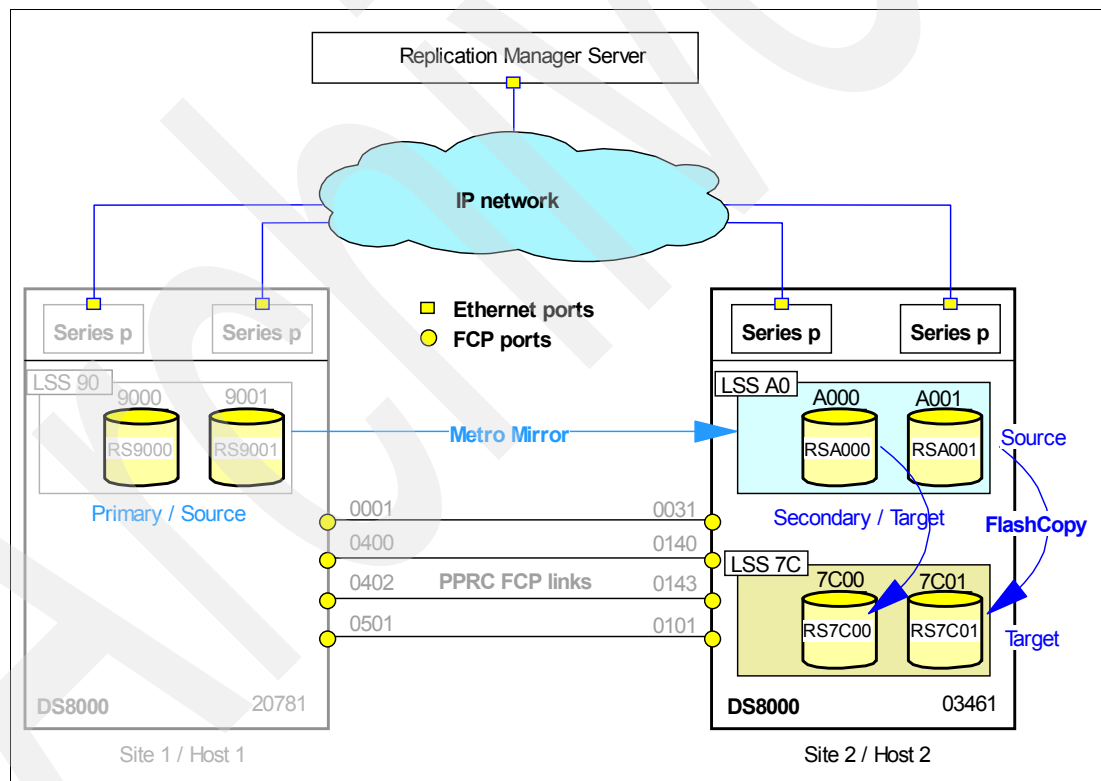 Replication Manager Server
IP network
Ethernet ports
FCP ports
Series p
Series p
Series p
Series p
LSS 90
9000
9001
RS9000
RS9001
Primary / Source
Metro Mirror
LSS A0
A000
A001
RSA000
RSA001
Source
Secondary / Target
FlashCopy
0001
0031
0400
0140
0402
PPRC FCP links
0143
0501
0101
LSS 7C
7C00
7C01
RS7C00
RS7C01
Target
DS8000
20781
DS8000
03461
Site 1 / Host 1
Site 2 / Host 2